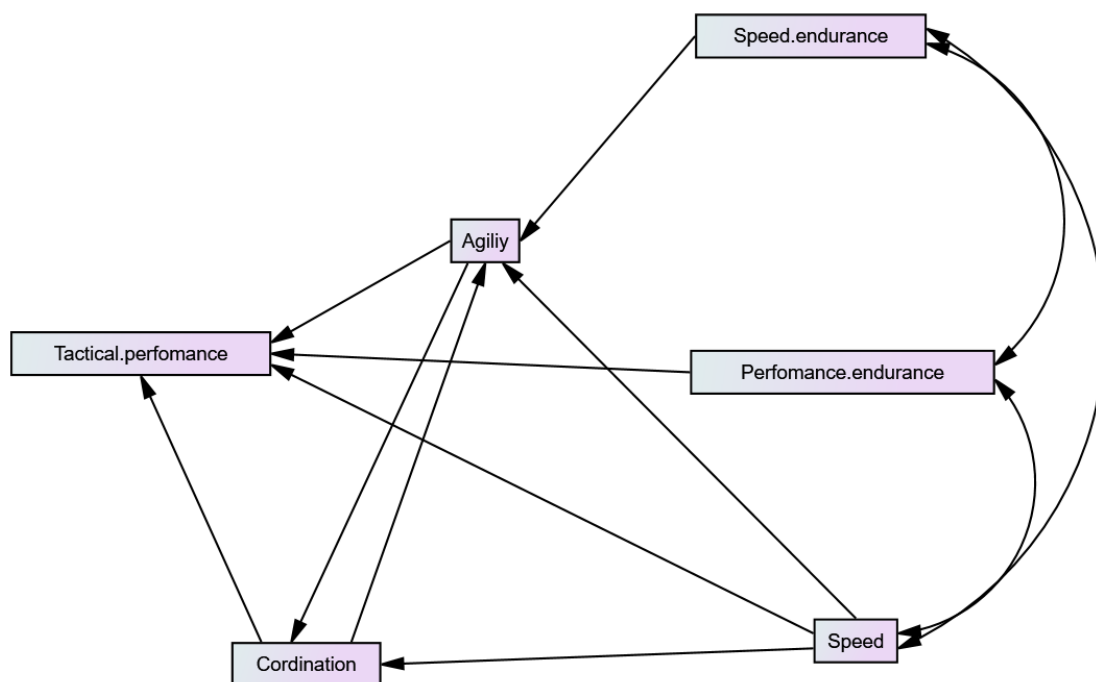 Speed.endurance
Agiliy
Tactical.perfomance
Perfomance.endurance
Speed
Cordination